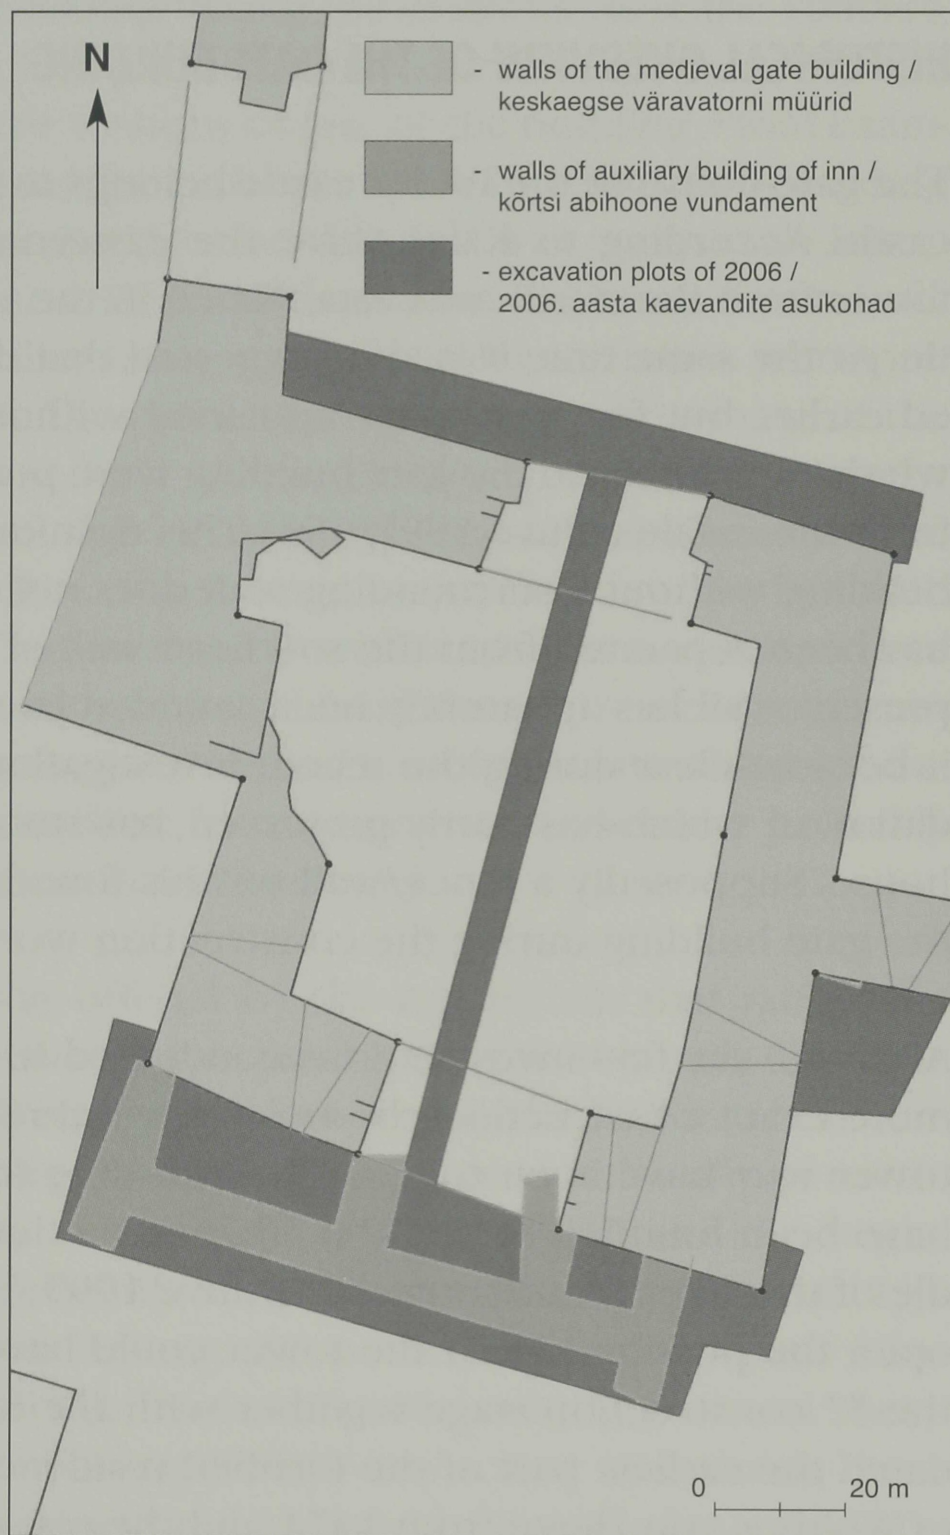 N
- walls of the medieval gate building /
keskaegse väravatorni müürid
- walls of auxiliary building of inn /
kõrtsi abihoone vundament
- excavation plots of 2006 /
2006. aasta kaevandite asukohad
0 20 m